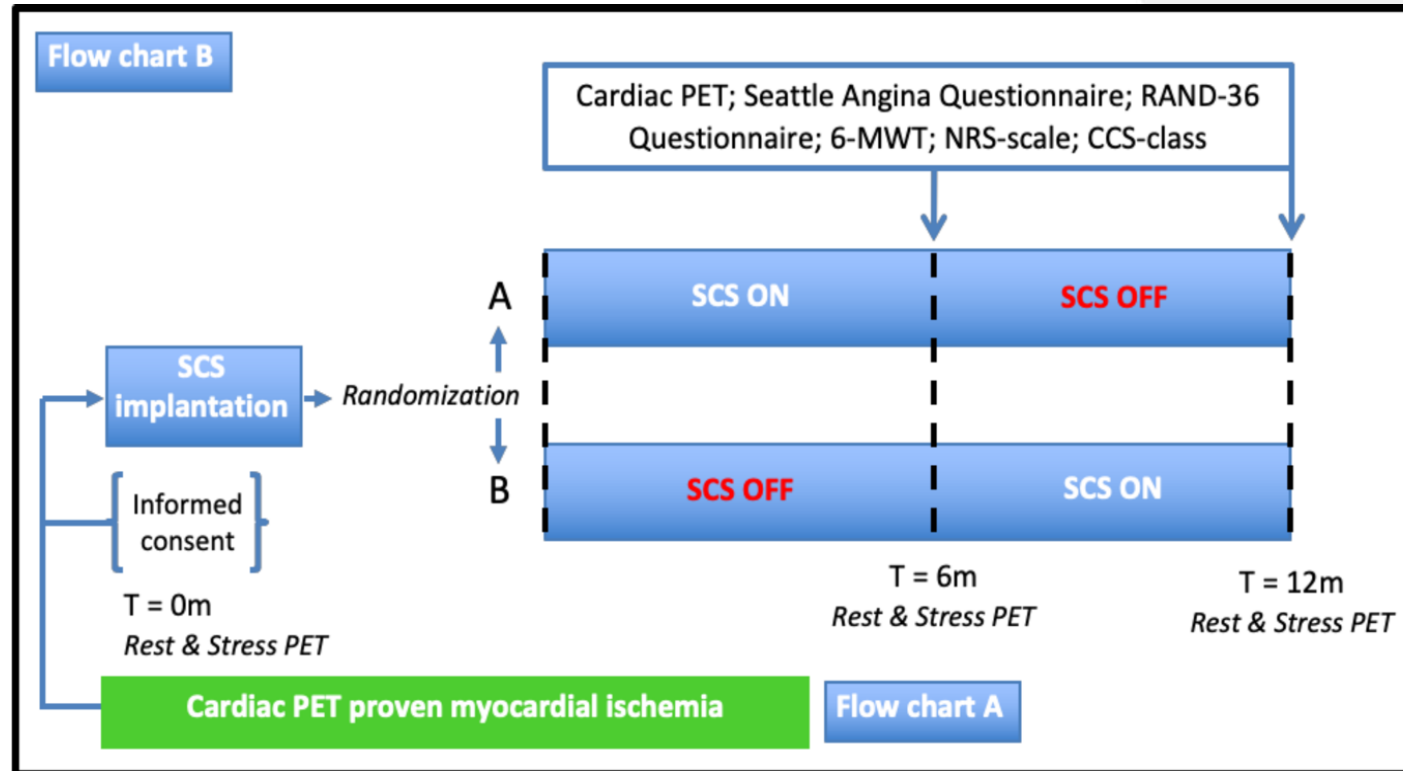 Flow chart B
Cardiac PET; Seattle Angina Questionnaire; RAND-36
Questionnaire; 6-MWT; NRS-scale; CCS-class
A
SCS ON
SCS OFF
SCS
implantation
Randomization
B
SCS OFF
SCS ON
Informed
consent
T = 0m
Rest & Stress PET
T = 6m
Rest & Stress PET
T = 12m
Rest & Stress PET
Cardiac PET proven myocardial ischemia
Flow chart A